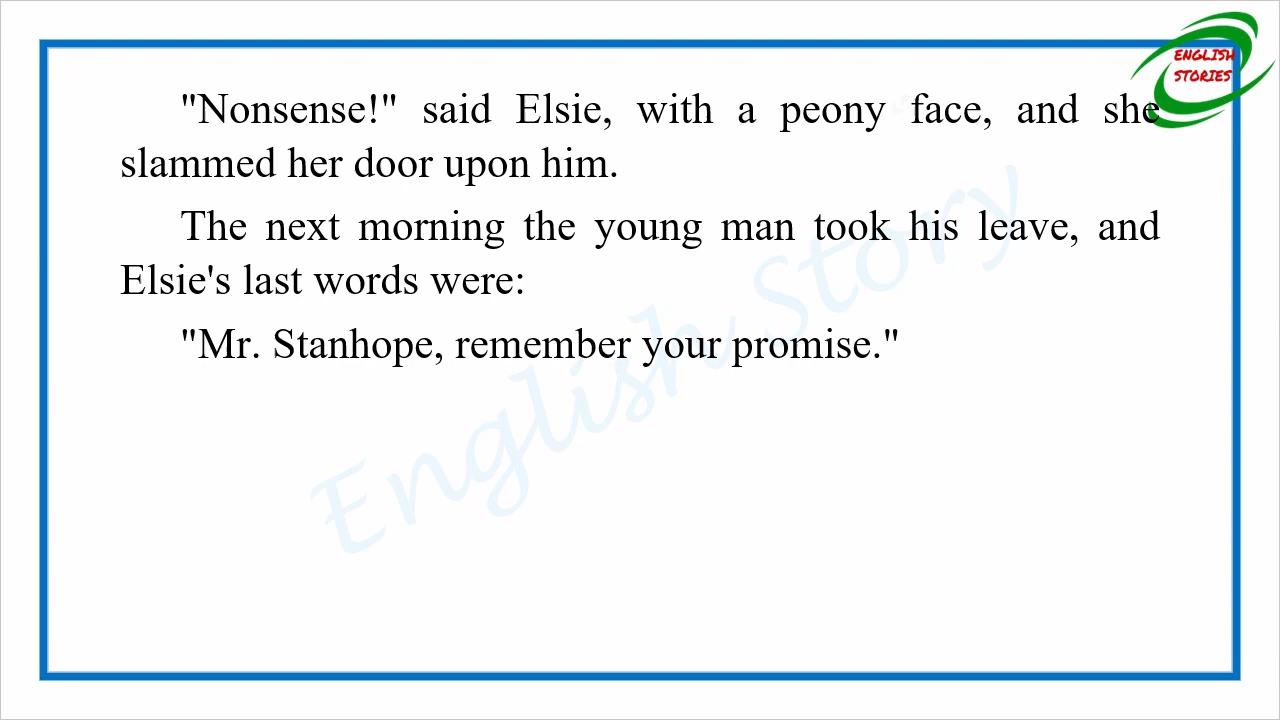 ENGLISH
STORIES
"Nonsense!" said Elsie, with a peony face, and she
slammed her door upon him.
The next morning the young man took his leave, and
Elsie's last words were:
"Mr. Stanhope, remember your promise."
English Story